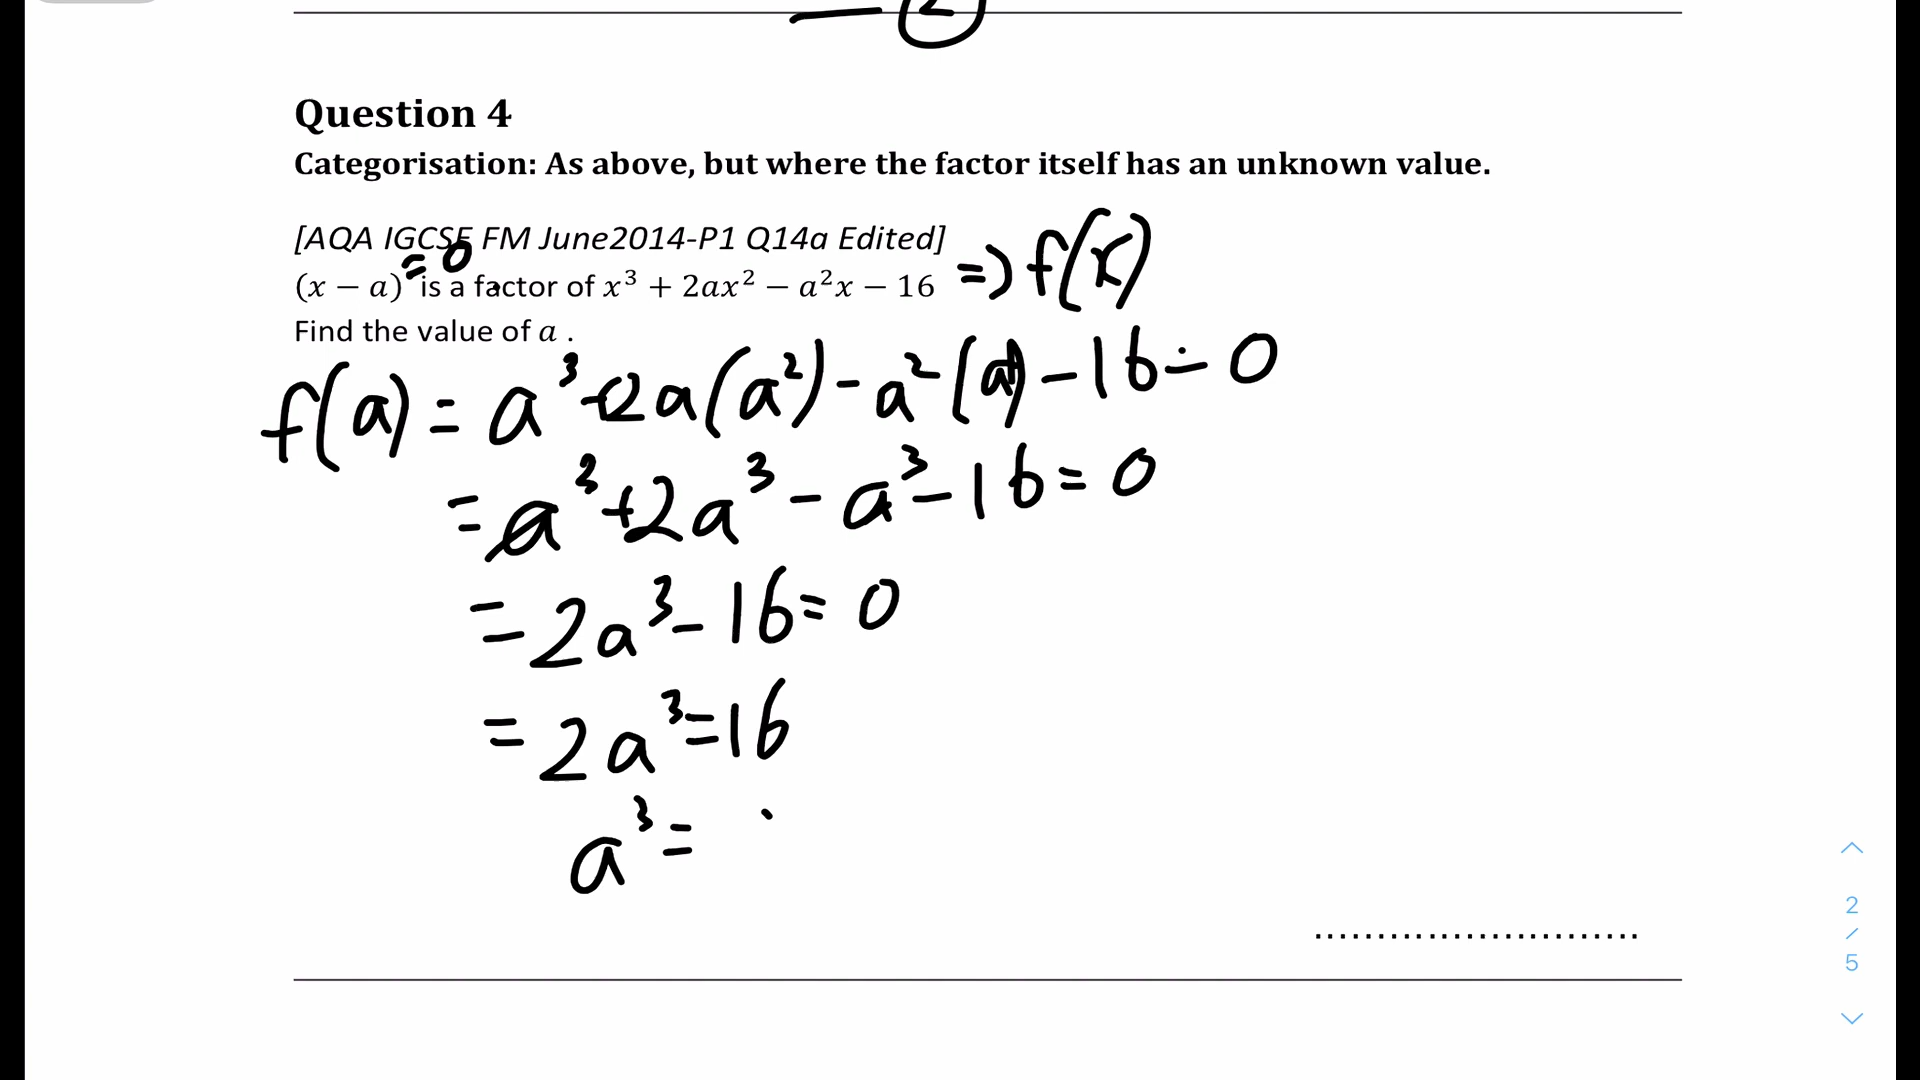 — ②
Question 4
Categorisation: As above, but where the factor itself has an unknown value.
[AQA IGCSE FM June2014-P1 Q14a Edited]
= 0
(x − a) is a factor of x³ + 2ax² − a²x − 16 => f(x)
Find the value of a .
f(a) = a³ + 2a(a²) - a²(a) - 16 = 0
= a³ + 2a³ - a³ - 16 = 0
= 2a³ - 16 = 0
= 2a³ = 16
a³ =
..........................
2
/
5